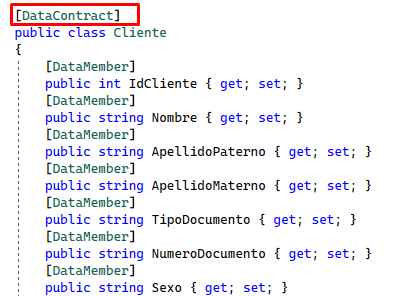 [DataContract]
public class Cliente
{
[DataMember]
public int IdCliente { get; set; }
[DataMember]
public string Nombre { get; set; }
[DataMember]
public string ApellidoPaterno { get; set; }
[DataMember]
public string ApellidoMaterno { get; set; }
[DataMember]
public string TipoDocumento { get; set; }
[DataMember]
public string NumeroDocumento { get; set; }
[DataMember]
public string Sexo { get; set; }